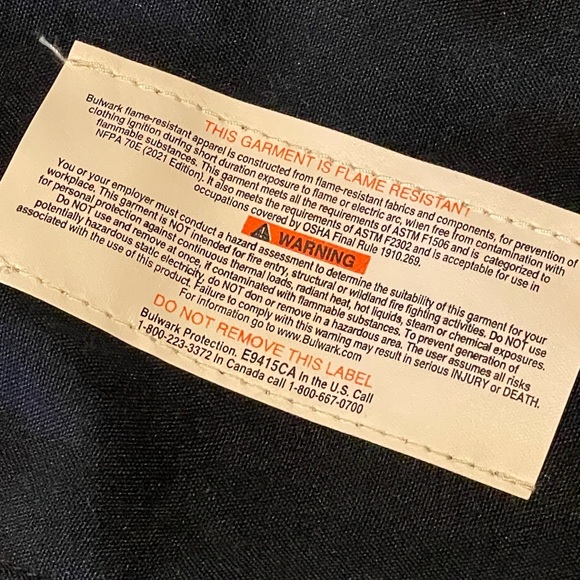 THIS GARMENT IS FLAME RESISTANT
Bulwark flame-resistant apparel is constructed from flame-resistant fabrics and components, for prevention of
clothing ignition during short duration exposure to flame or electric arc, when free from contamination with
flammable substances. This garment meets all the requirements of ASTM F1506 and is categorized to
NFPA 70E (2021 Edition). It also meets the requirements of ASTM F2302 and is acceptable for use in
occupations covered by OSHA Final Rule 1910.269.
WARNING
You or your employer must conduct a hazard assessment to determine the suitability of this garment for your
workplace. This garment is NOT intended for fire entry, structural or wildland fire fighting activities. Do NOT use
for personal protection against continuous thermal loads, radiant heat, hot liquids, steam or chemical exposures.
Do NOT use and remove at once, if contaminated with flammable substances. To prevent generation of
potentially hazardous static electricity, do NOT don or remove in a hazardous area. The user assumes all risks
associated with the use of this product. Failure to comply with this warning may result in serious INJURY or DEATH.
For information go to www.Bulwark.com
DO NOT REMOVE THIS LABEL
Bulwark Protection. E9415CA In the U.S. Call
1-800-223-3372 In Canada call 1-800-667-0700